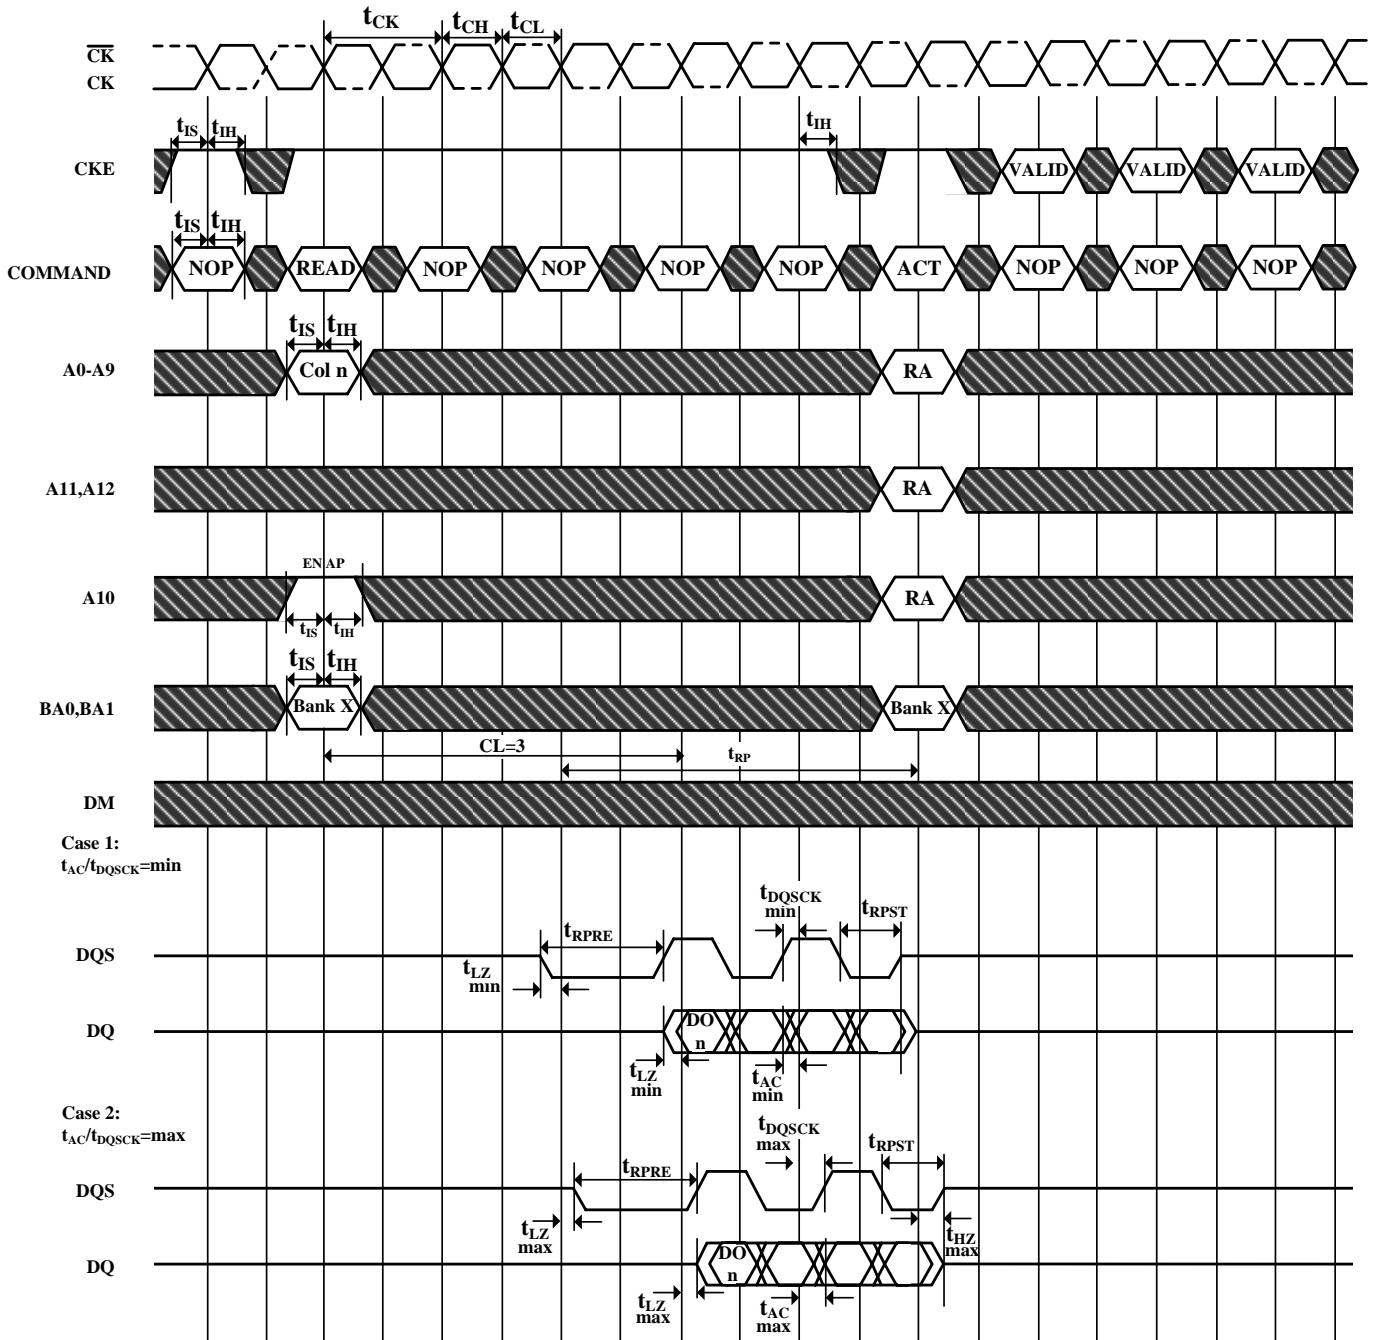 tCK tCH tCL
CK
CK
tIS tIH tIH
CKE VALID VALID VALID
tIS tIH
COMMAND NOP READ NOP NOP NOP NOP ACT NOP NOP NOP
tIS tIH
A0-A9 Col n RA
A11,A12 RA
EN AP
A10 RA
tIS tIH
tIS tIH
BA0,BA1 Bank X Bank X
CL=3 tRP
DM
Case 1:
tAC/tDQSCK=min
tDQSCK min tRPST
tRPRE
DQS
tLZ min
DQ DO n
tLZ min tAC min
Case 2:
tAC/tDQSCK=max
tDQSCK max tRPST
tRPRE
DQS
tLZ max tHZ max
DQ DO n
tLZ max tAC max